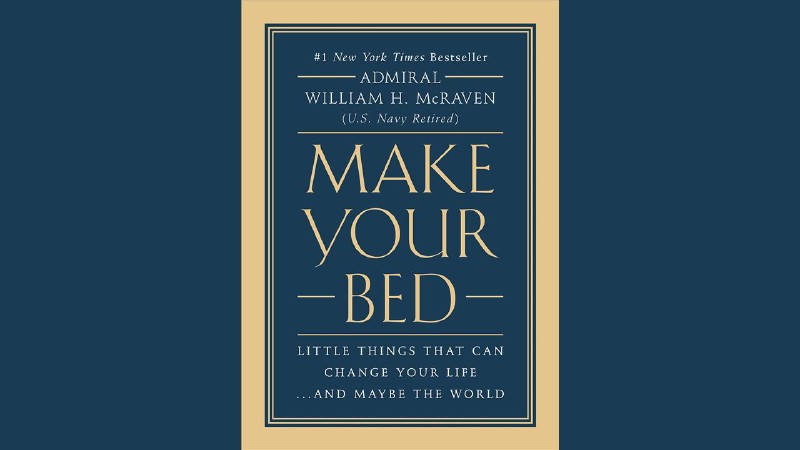 #1 New York Times Bestseller
ADMIRAL
WILLIAM H. McRAVEN
(U.S. Navy Retired)
MAKE
YOUR
BED
LITTLE THINGS THAT CAN
CHANGE YOUR LIFE
...AND MAYBE THE WORLD